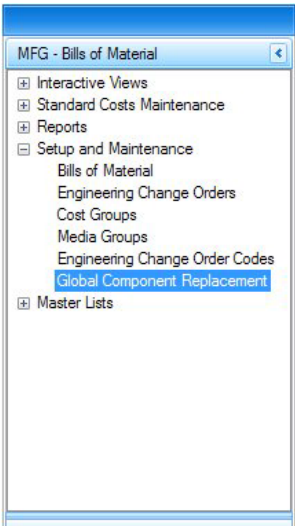 MFG - Bills of Material
Interactive Views
Standard Costs Maintenance
Reports
Setup and Maintenance
Bills of Material
Engineering Change Orders
Cost Groups
Media Groups
Engineering Change Order Codes
Global Component Replacement
Master Lists